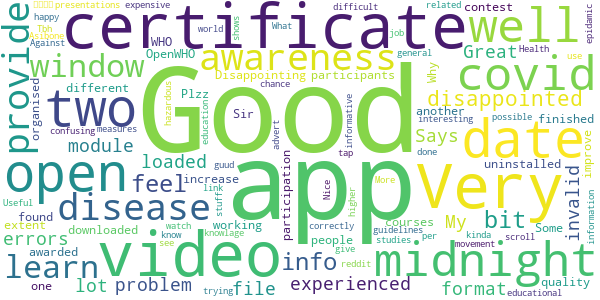 happy presentations expensive certificate difficult related well WHO contest
Tbh
Asibone
Against world job What epidemic
provide organised window OpenWHO awareness shows general Great Why Health
different Disappointing participants disappointed
two hazardous chance Good covid
module Sir educations informative advert another interesting possible finished use
loaded Says date improve
open feel increase guud tap app Very done uninstalled
disease participation Nice higher More My bit invalid
extent link stuff correctly courses Some
errors downloaded working people kinda studies per information
found awarded watch knowlage info give guidelines midnight
learn one lot know see video movement scroll
problem trying file experienced reddit format quality educational
Useful measures confusing